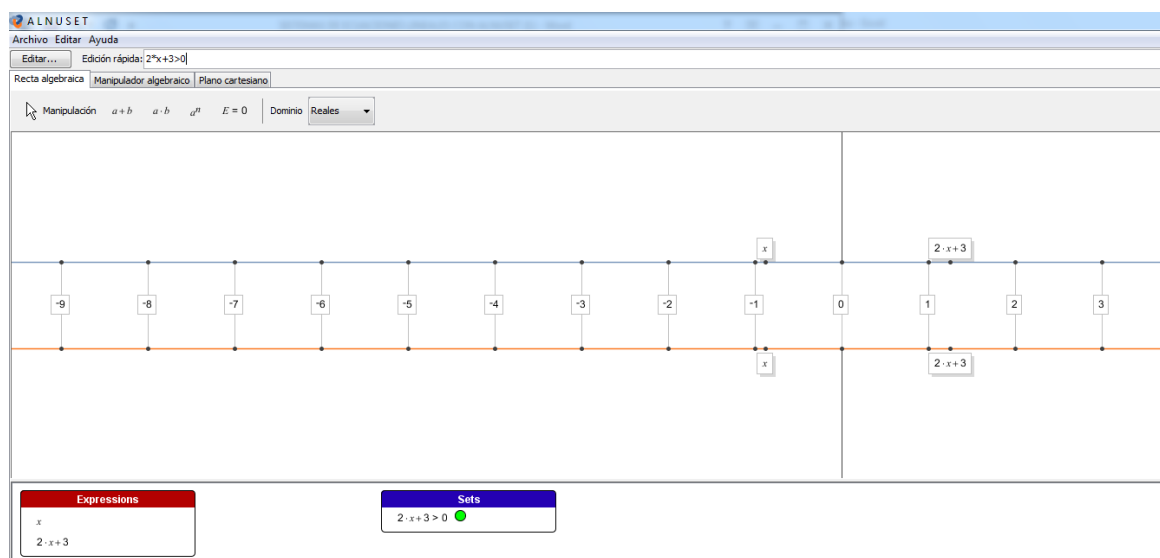 ALNUSET
Archivo Editar Ayuda
Editar... Edición rápida: 2*x+3>0
Recta algebraica Manipulador algebraico Plano cartesiano
Manipulación a+b a·b aⁿ E = 0 Dominio Reales
x 2·x+3
-9 -8 -7 -6 -5 -4 -3 -2 -1 0 1 2 3
x 2·x+3
Expressions Sets
x 2·x+3 > 0
2·x+3